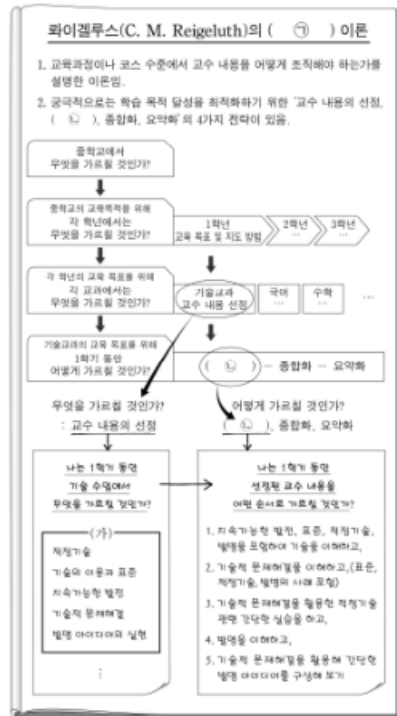 콰이겔루스(C. M. Reigeluth)의 ( ㉠ ) 이론
1. 교육과정이나 코스 수준에서 교수 내용을 어떻게 조직해야 하는가를
설명한 이론임.
2. 궁극적으로는 학습 목적 달성을 최적화하기 위한 '교수 내용의 선정,
( ㉡ ), 종합화, 요약화'의 4가지 전략이 있음.
중학교에서
무엇을 가르칠 것인가?
중학교의 교육목적을 위해
각 학년에서는
무엇을 가르칠 것인가?
1학년
교육 목표 및 지도 방법
2학년
...
3학년
...
각 학년의 교육 목표를 위해
각 교과에서는
무엇을 가르칠 것인가?
기술교과
교수 내용 선정
국어
...
수학
...
...
기술교과의 교육 목표를 위해
1학기 동안
어떻게 가르칠 것인가?
( ㉡ ) - 종합화 - 요약화
무엇을 가르칠 것인가?
: 교수 내용의 선정
어떻게 가르칠 것인가?
( ㉡ ), 종합화, 요약화
나는 1학기 동안
기술 수업에서
무엇을 가르칠 것인가?
(가)
적정기술
기술의 이용과 표준
지속가능한 발전
기술적 문제해결
발명 아이디어의 실현
⋮
나는 1학기 동안
선정된 교수 내용을
어떤 순서로 가르칠 것인가?
1. 지속가능한 발전, 표준, 적정기술,
발명을 포함하여 기술을 이해하고,
2. 기술적 문제해결을 이해하고,(표준,
적정기술, 발명의 사례 포함)
3. 기술적 문제해결을 활용한 적정기술
관련 간단한 실습을 하고,
4. 발명을 이해하고,
5. 기술적 문제해결을 활용해 간단한
발명 아이디어를 구상해 보기